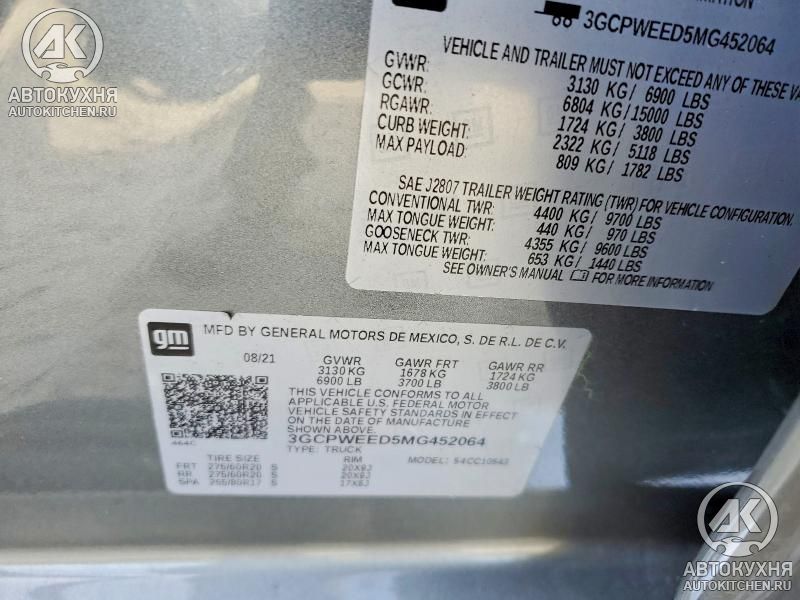 AK
АВТОКУХНЯ
AUTOKITCHEN.RU
3GCPWEED5MG452064
VEHICLE AND TRAILER MUST NOT EXCEED ANY OF THESE VA
GVWR: 3130 KG/ 6900 LBS
GCWR: 6804 KG/15000 LBS
RGAWR: 1724 KG/ 3800 LBS
CURB WEIGHT: 2322 KG/ 5118 LBS
MAX PAYLOAD: 809 KG/ 1782 LBS
SAE J2807 TRAILER WEIGHT RATING (TWR) FOR VEHICLE CONFIGURATION.
CONVENTIONAL TWR: 4400 KG/ 9700 LBS
MAX TONGUE WEIGHT: 440 KG/ 970 LBS
GOOSENECK TWR: 4355 KG/ 9600 LBS
MAX TONGUE WEIGHT: 653 KG/ 1440 LBS
SEE OWNER'S MANUAL FOR MORE INFORMATION
gm MFD BY GENERAL MOTORS DE MEXICO, S. DE R.L. DE C.V.
08/21 GVWR GAWR FRT GAWR RR
3130 KG 1678 KG 1724 KG
6900 LB 3700 LB 3800 LB
THIS VEHICLE CONFORMS TO ALL
APPLICABLE U.S. FEDERAL MOTOR
VEHICLE SAFETY STANDARDS IN EFFECT
ON THE DATE OF MANUFACTURE
SHOWN ABOVE.
464C 3GCPWEED5MG452064
TYPE: TRUCK MODEL: S4CC10543
TIRE SIZE RIM
FRT 275/60R20 S 20X9J
RR 275/60R20 S 20X9J
SPA 255/80R17 S 17X8J
AK
АВТОКУХНЯ
AUTOKITCHEN.RU